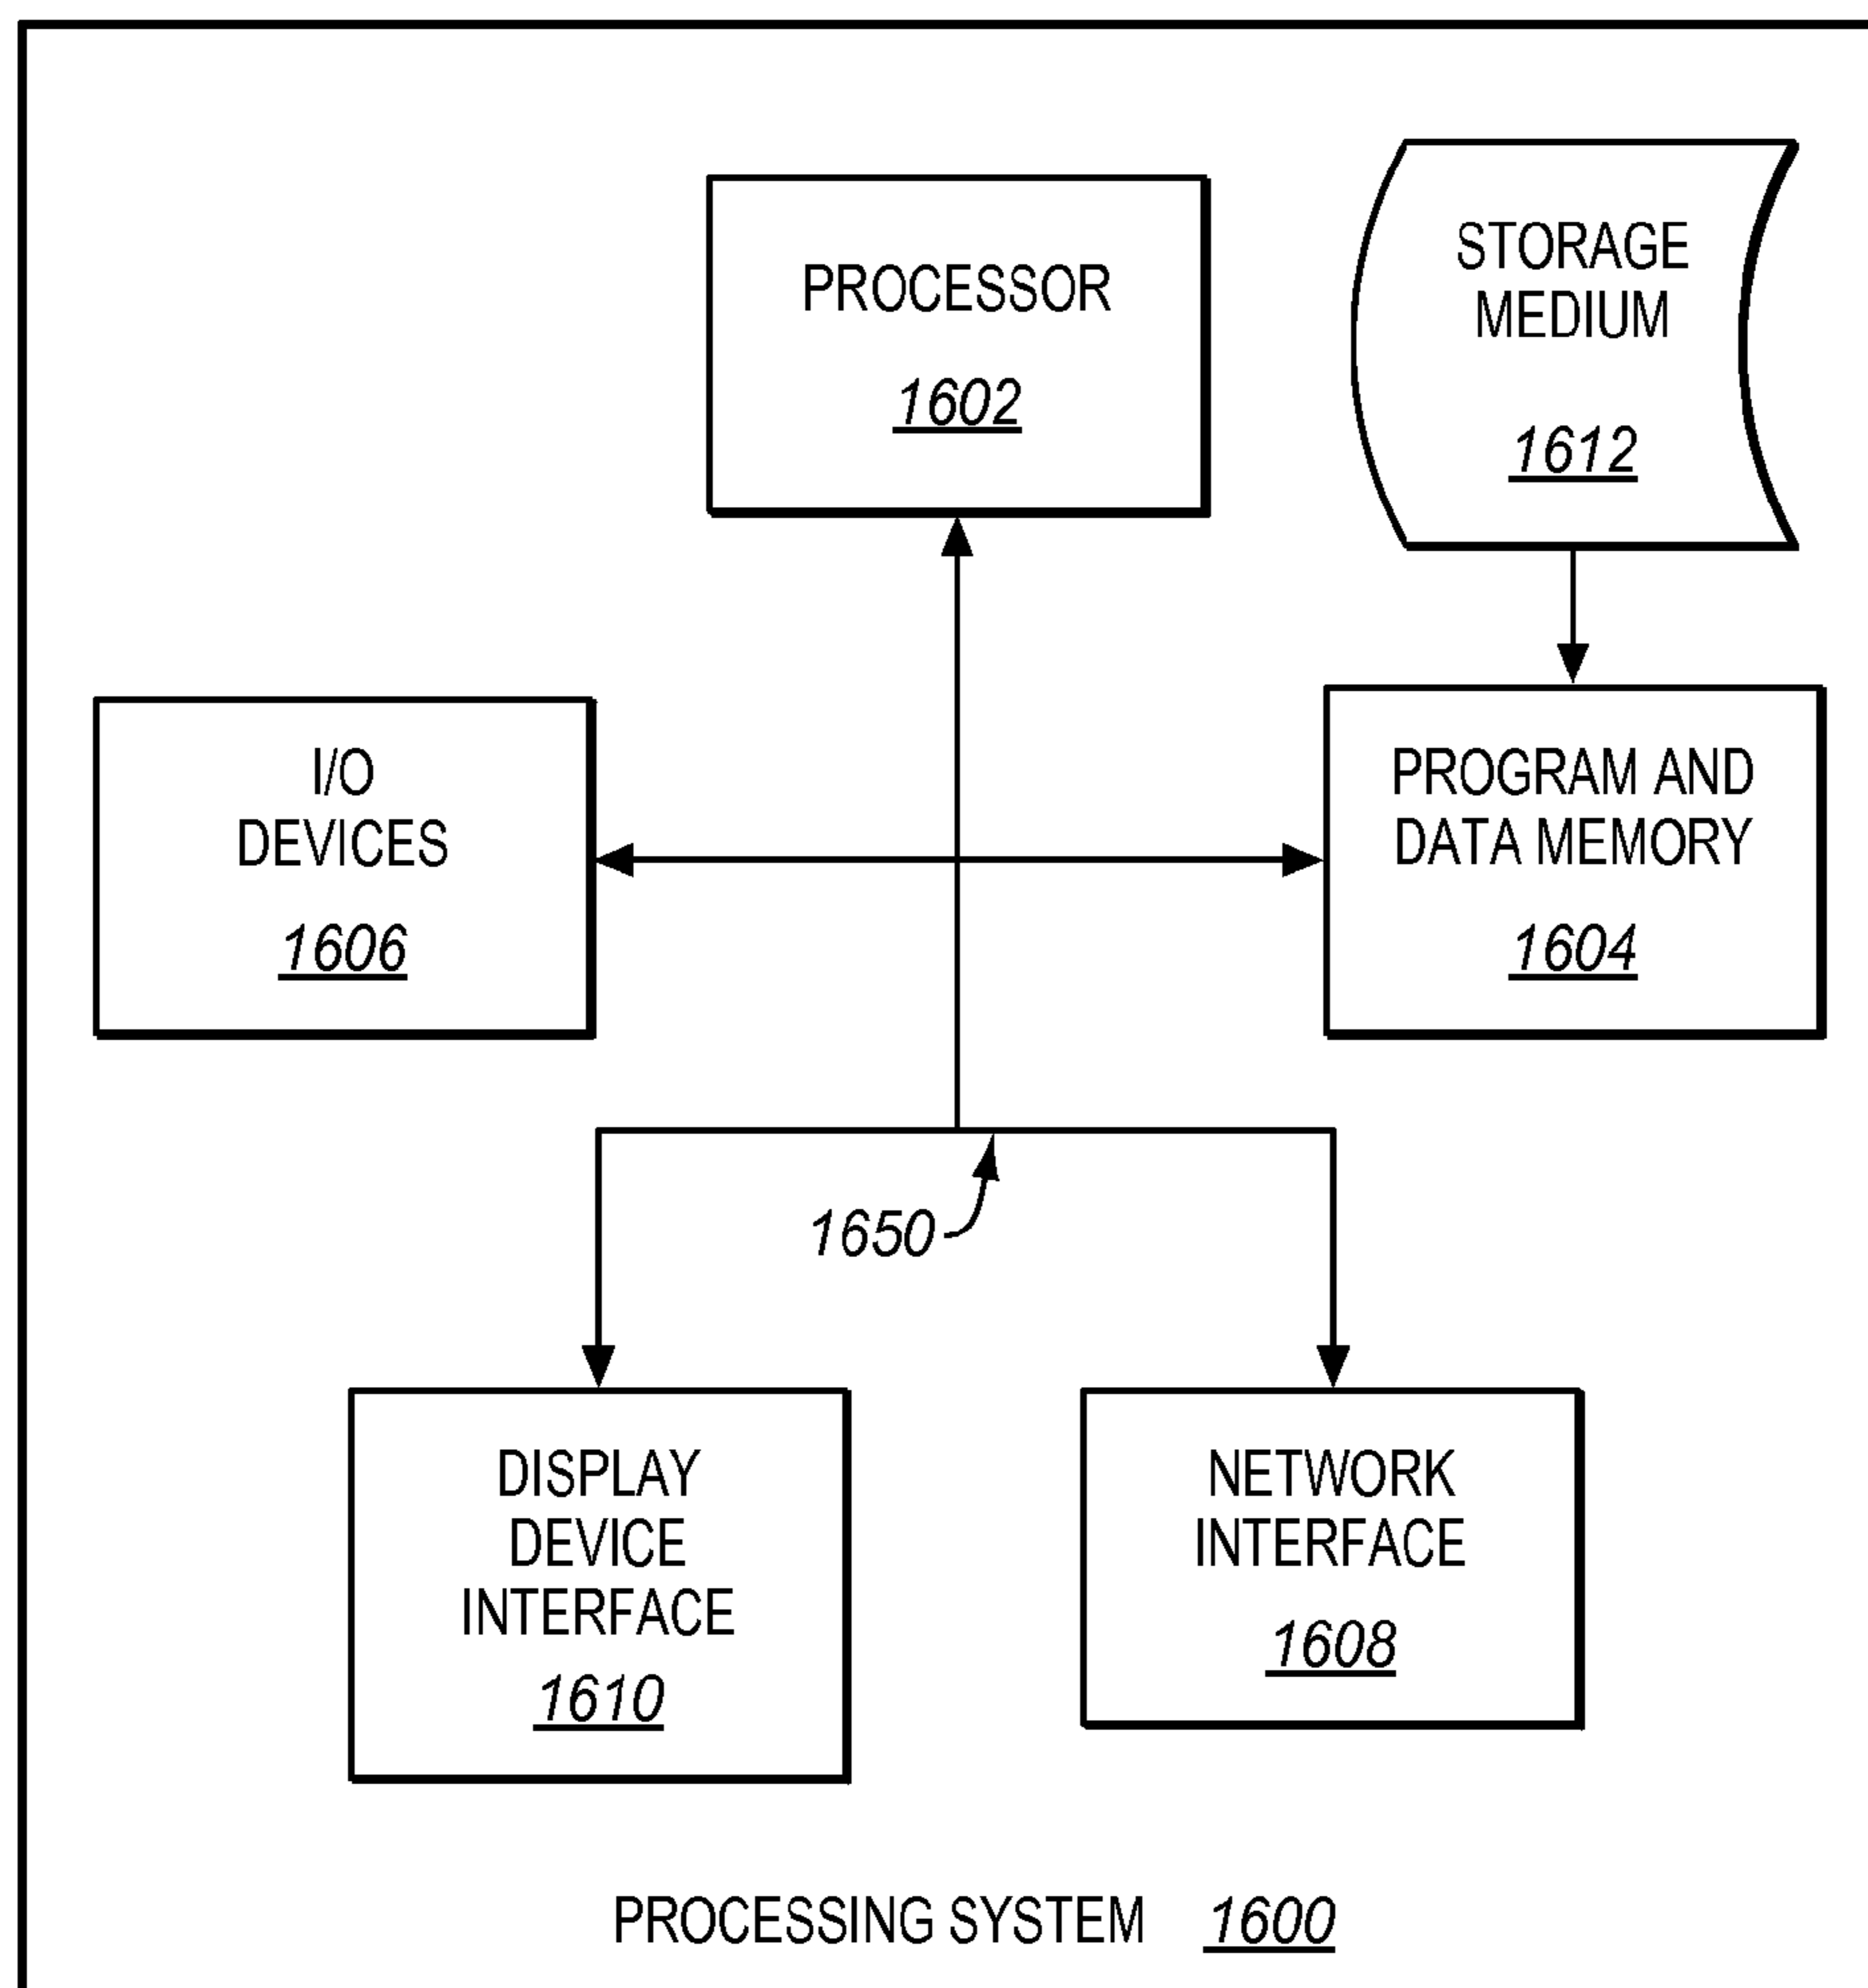 PROCESSOR
1602
STORAGE
MEDIUM
1612
I/O
DEVICES
1606
PROGRAM AND
DATA MEMORY
1604
1650
DISPLAY
DEVICE
INTERFACE
1610
NETWORK
INTERFACE
1608
PROCESSING SYSTEM 1600